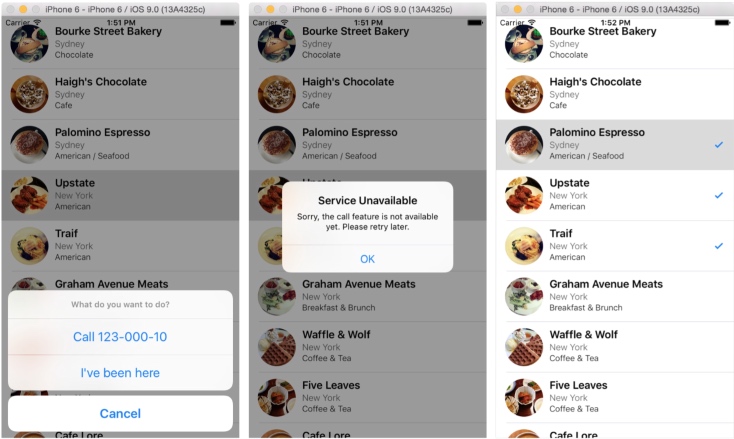 iPhone 6 - iPhone 6 / iOS 9.0 (13A4325c)
Carrier
1:51 PM
Bourke Street Bakery
Sydney
Chocolate
Haigh's Chocolate
Sydney
Cafe
Palomino Espresso
Sydney
American / Seafood
Upstate
New York
American
Traif
New York
American
Graham Avenue Meats
What do you want to do?
Call 123-000-10
I've been here
Cancel
Cafe Lore
iPhone 6 - iPhone 6 / iOS 9.0 (13A4325c)
Carrier
1:51 PM
Bourke Street Bakery
Sydney
Chocolate
Haigh's Chocolate
Sydney
Cafe
Palomino Espresso
Sydney
American / Seafood
Upstate
Service Unavailable
Sorry, the call feature is not available
yet. Please retry later.
OK
Graham Avenue Meats
New York
Breakfast & Brunch
Waffle & Wolf
New York
Coffee & Tea
Five Leaves
New York
Coffee & Tea
Cafe Lore
iPhone 6 - iPhone 6 / iOS 9.0 (13A4325c)
Carrier
1:52 PM
Bourke Street Bakery
Sydney
Chocolate
Haigh's Chocolate
Sydney
Cafe
Palomino Espresso
Sydney
American / Seafood
Upstate
New York
American
Traif
New York
American
Graham Avenue Meats
New York
Breakfast & Brunch
Waffle & Wolf
New York
Coffee & Tea
Five Leaves
New York
Coffee & Tea
Cafe Lore